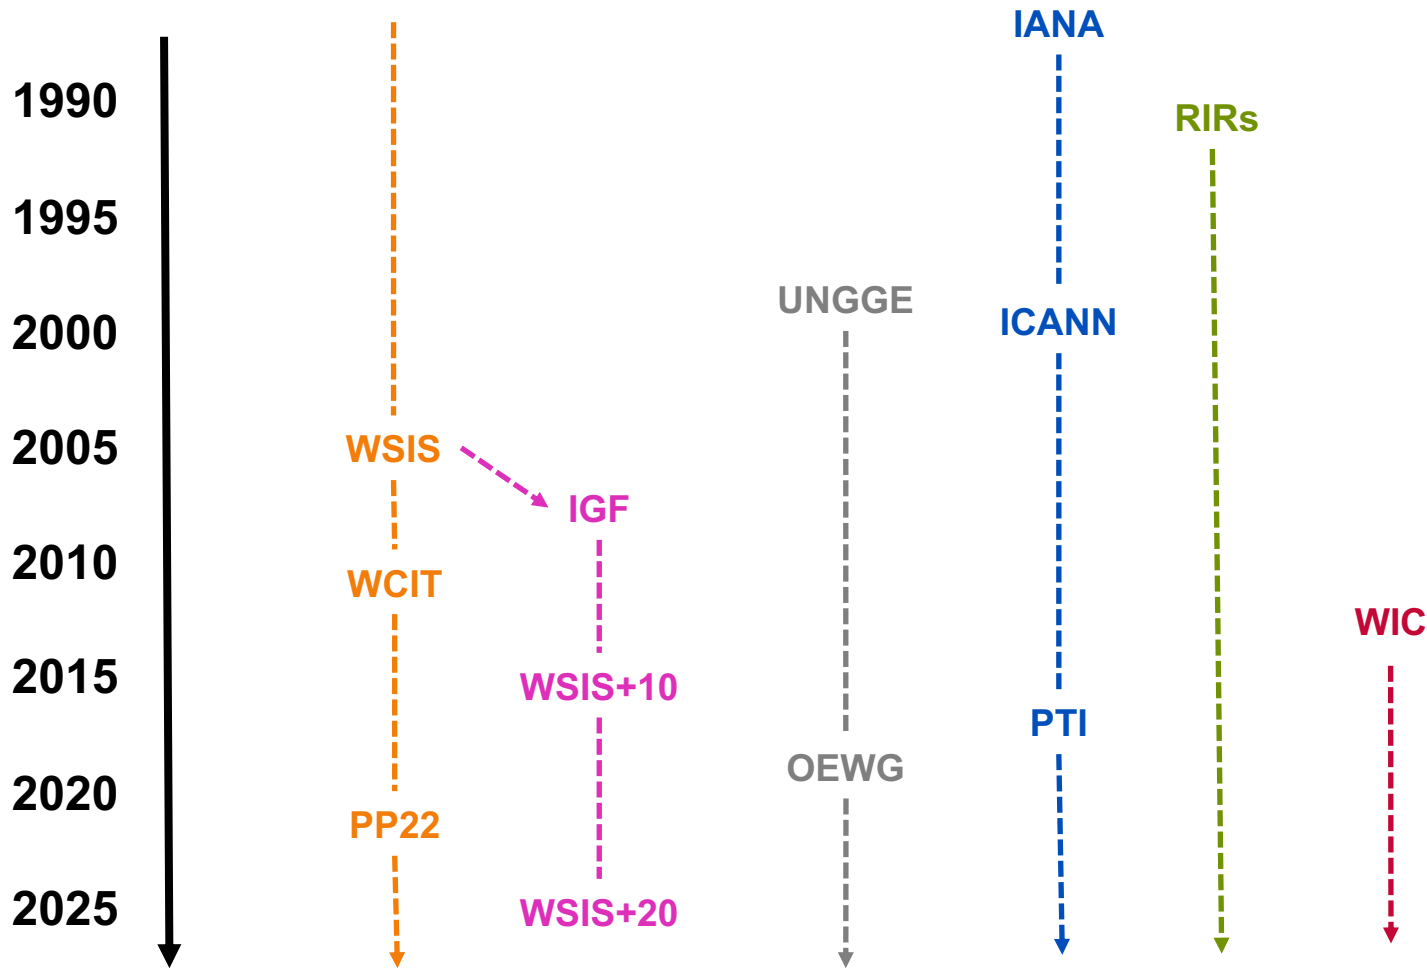 IANA
1990
RIRs
1995
UNGGE
2000
ICANN
2005
WSIS
IGF
2010
WCIT
WIC
2015
WSIS+10
PTI
OEWG
2020
PP22
2025
WSIS+20